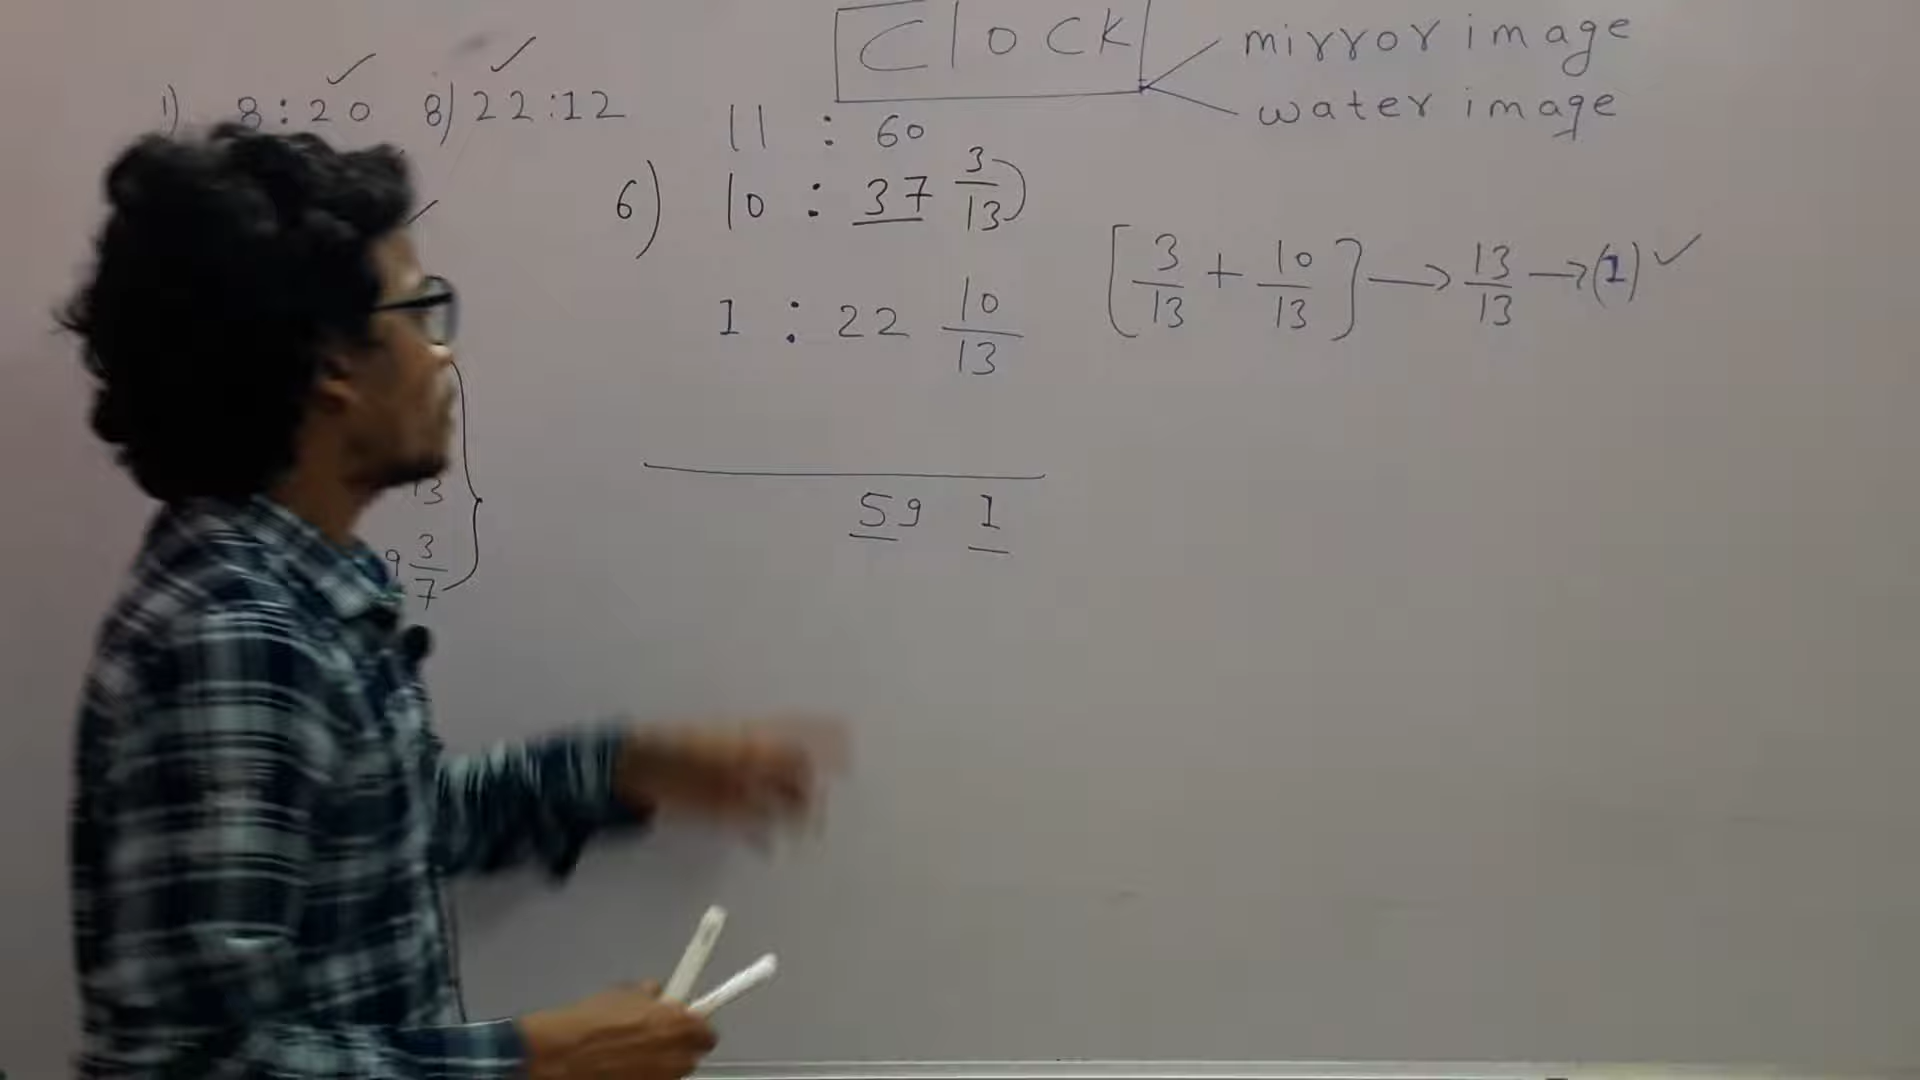 Clock
mirror image
water image
1) 8:20 8) 22:12
11 : 60
6) 10 : 37 3/13
1 : 22 10/13
[3/13 + 10/13] → 13/13 → (1) ✓
59 1
13
9 3/7